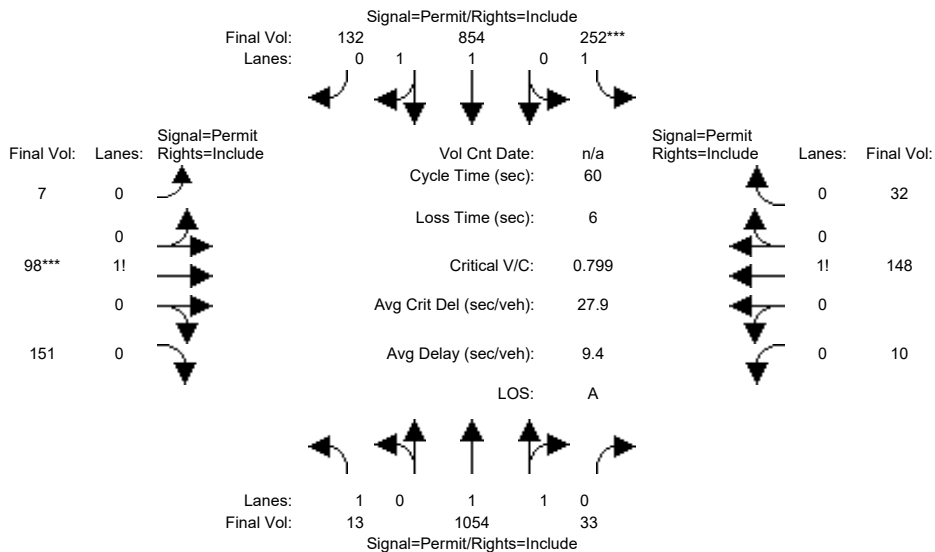 Signal=Permit/Rights=Include
Final Vol: 132 854 252***
Lanes: 0 1 1 0 1
Signal=Permit Signal=Permit
Final Vol: Lanes: Rights=Include Vol Cnt Date: n/a Rights=Include Lanes: Final Vol:
Cycle Time (sec): 60
7 0 0 32
Loss Time (sec): 6
0 0
98*** 1! Critical V/C: 0.799 1! 148
0 Avg Crit Del (sec/veh): 27.9 0
151 0 Avg Delay (sec/veh): 9.4 0 10
LOS: A
Lanes: 1 0 1 1 0
Final Vol: 13 1054 33
Signal=Permit/Rights=Include